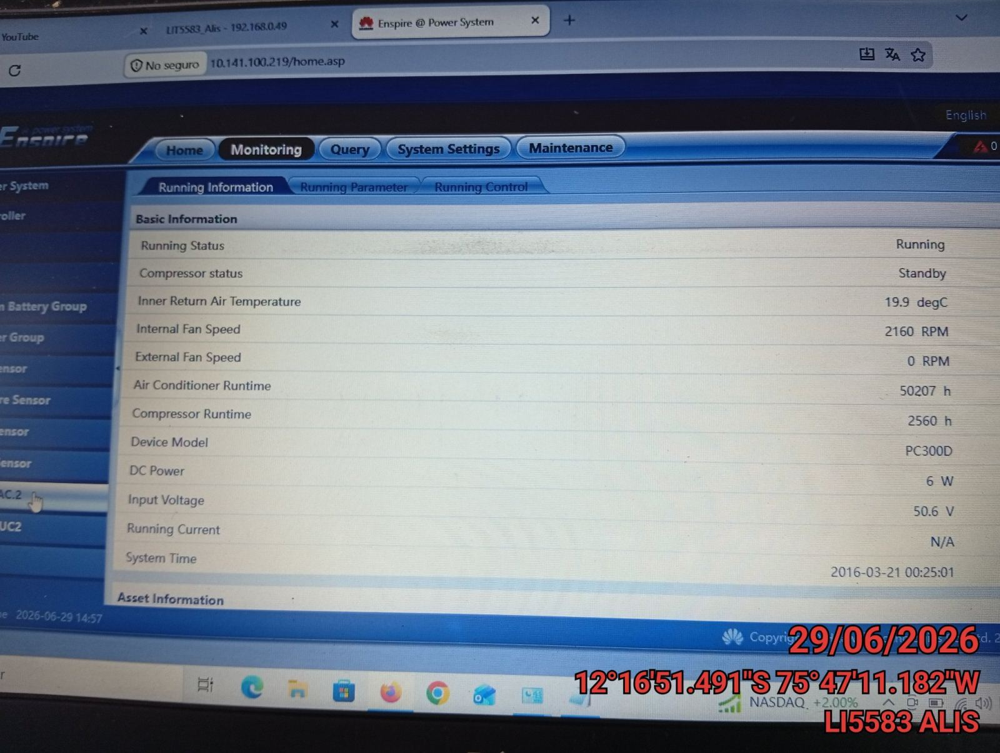 YouTube
LIT5583_Alis - 192.168.0.49
Enspire @ Power System
No seguro
10.141.100.219/home.asp
English
power system
Enspire
Home
Monitoring
Query
System Settings
Maintenance
0
er System
oller
n Battery Group
er Group
ensor
re Sensor
ensor
ensor
AC.2
UC2
Running Information
Running Parameter
Running Control
Basic Information
Running Status Running
Compressor status Standby
Inner Return Air Temperature 19.9 degC
Internal Fan Speed 2160 RPM
External Fan Speed 0 RPM
Air Conditioner Runtime 50207 h
Compressor Runtime 2560 h
Device Model PC300D
DC Power 6 W
Input Voltage 50.6 V
Running Current N/A
System Time 2016-03-21 00:25:01
Asset Information
e 2026-06-29 14:57
29/06/2026
12°16'51.491"S 75°47'11.182"W
NASDAQ +2.00%
LI5583 ALIS